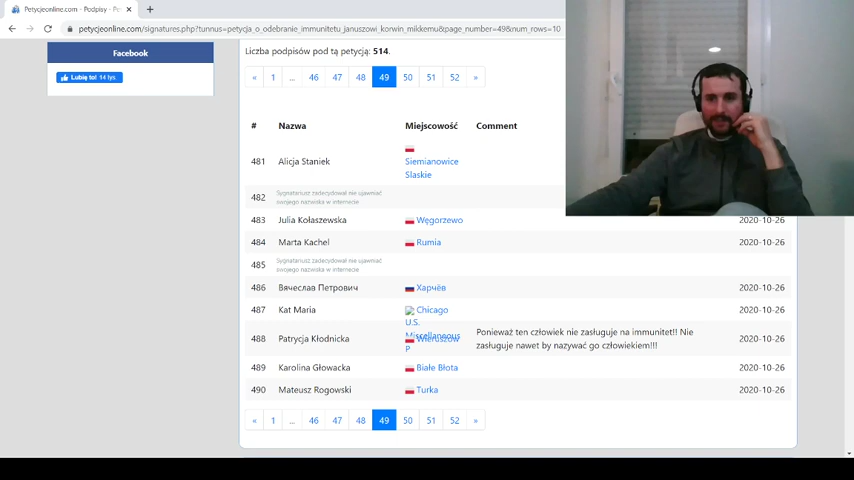 Petycjeonline.com - Podpisy - Pe
petycjeonline.com/signatures.php?tunnus=petycja_o_odebranie_immunitetu_januszowi_korwin_mikkemu&page_number=49&num_rows=10
Facebook
Lubię to! 14 tys.
Liczba podpisów pod tą petycją: 514.
« 1 ... 46 47 48 49 50 51 52 »
# Nazwa Miejscowość Comment
481 Alicja Staniek Siemianowice
Slaskie
482 Sygnatariusz zadecydował nie ujawniać
swojego nazwiska w internecie
483 Julia Kołaszewska Węgorzewo 2020-10-26
484 Marta Kachel Rumia 2020-10-26
485 Sygnatariusz zadecydował nie ujawniać
swojego nazwiska w internecie
486 Вячеслав Петрович Харчёв 2020-10-26
487 Kat Maria Chicago 2020-10-26
U.S.
Miscellaneous
P
488 Patrycja Kłodnicka Wieruszów Ponieważ ten człowiek nie zasługuje na immunitet!! Nie 2020-10-26
zasługuje nawet by nazywać go człowiekiem!!!
489 Karolina Głowacka Białe Błota 2020-10-26
490 Mateusz Rogowski Turka 2020-10-26
« 1 ... 46 47 48 49 50 51 52 »